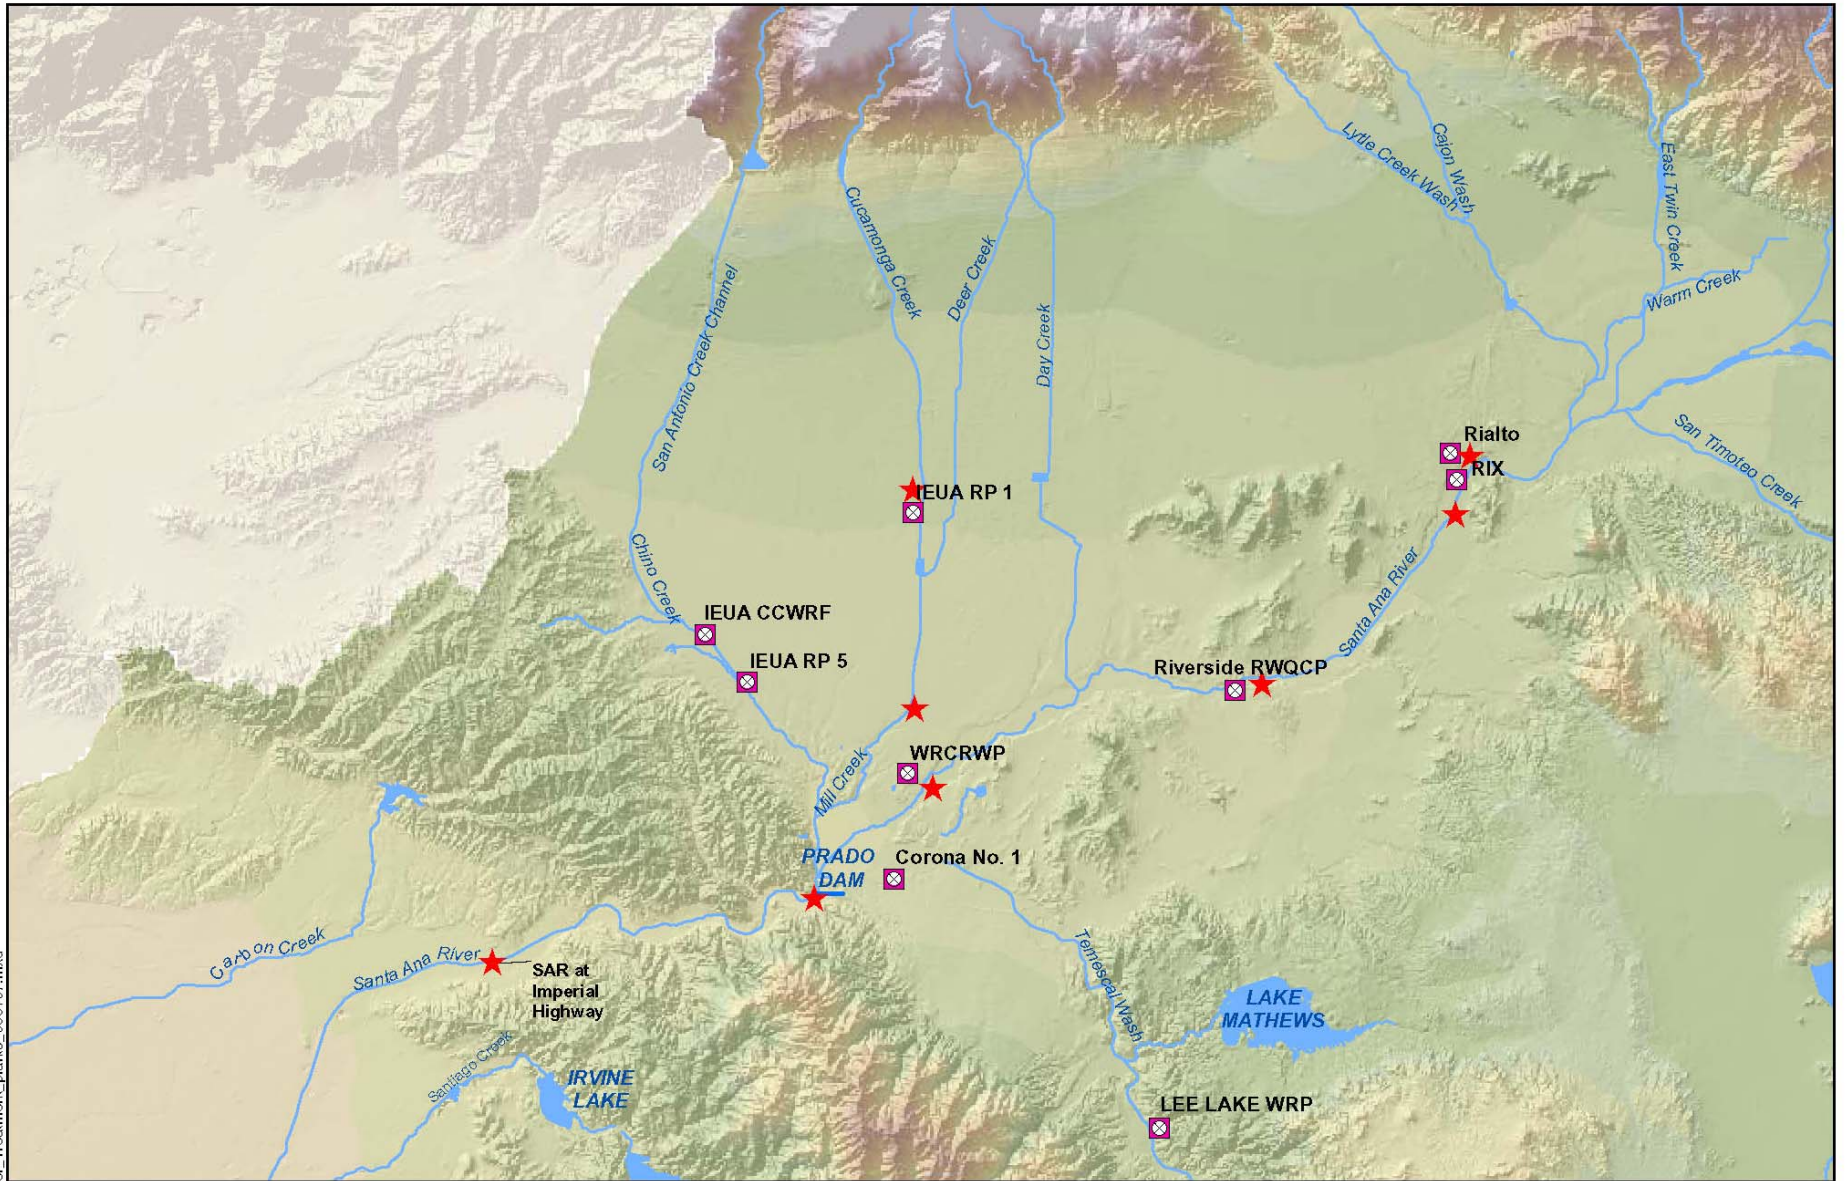 Lytle Creek Wash
Cajon Wash
East Twin Creek
Cucamonga Creek
Deer Creek
San Antonio Creek Channel
Day Creek
Warm Creek
San Timoteo Creek
Rialto
RIX
IEUA RP 1
Chino Creek
IEUA CCWRF
Santa Ana River
IEUA RP 5
Riverside RWQCP
WRCRWP
Mill Creek
PRADO
DAM
Corona No. 1
Carbon Creek
Santa Ana River
SAR at
Imperial
Highway
Temescal Wash
LAKE
MATHEWS
Santiago Creek
IRVINE
LAKE
LEE LAKE WRP